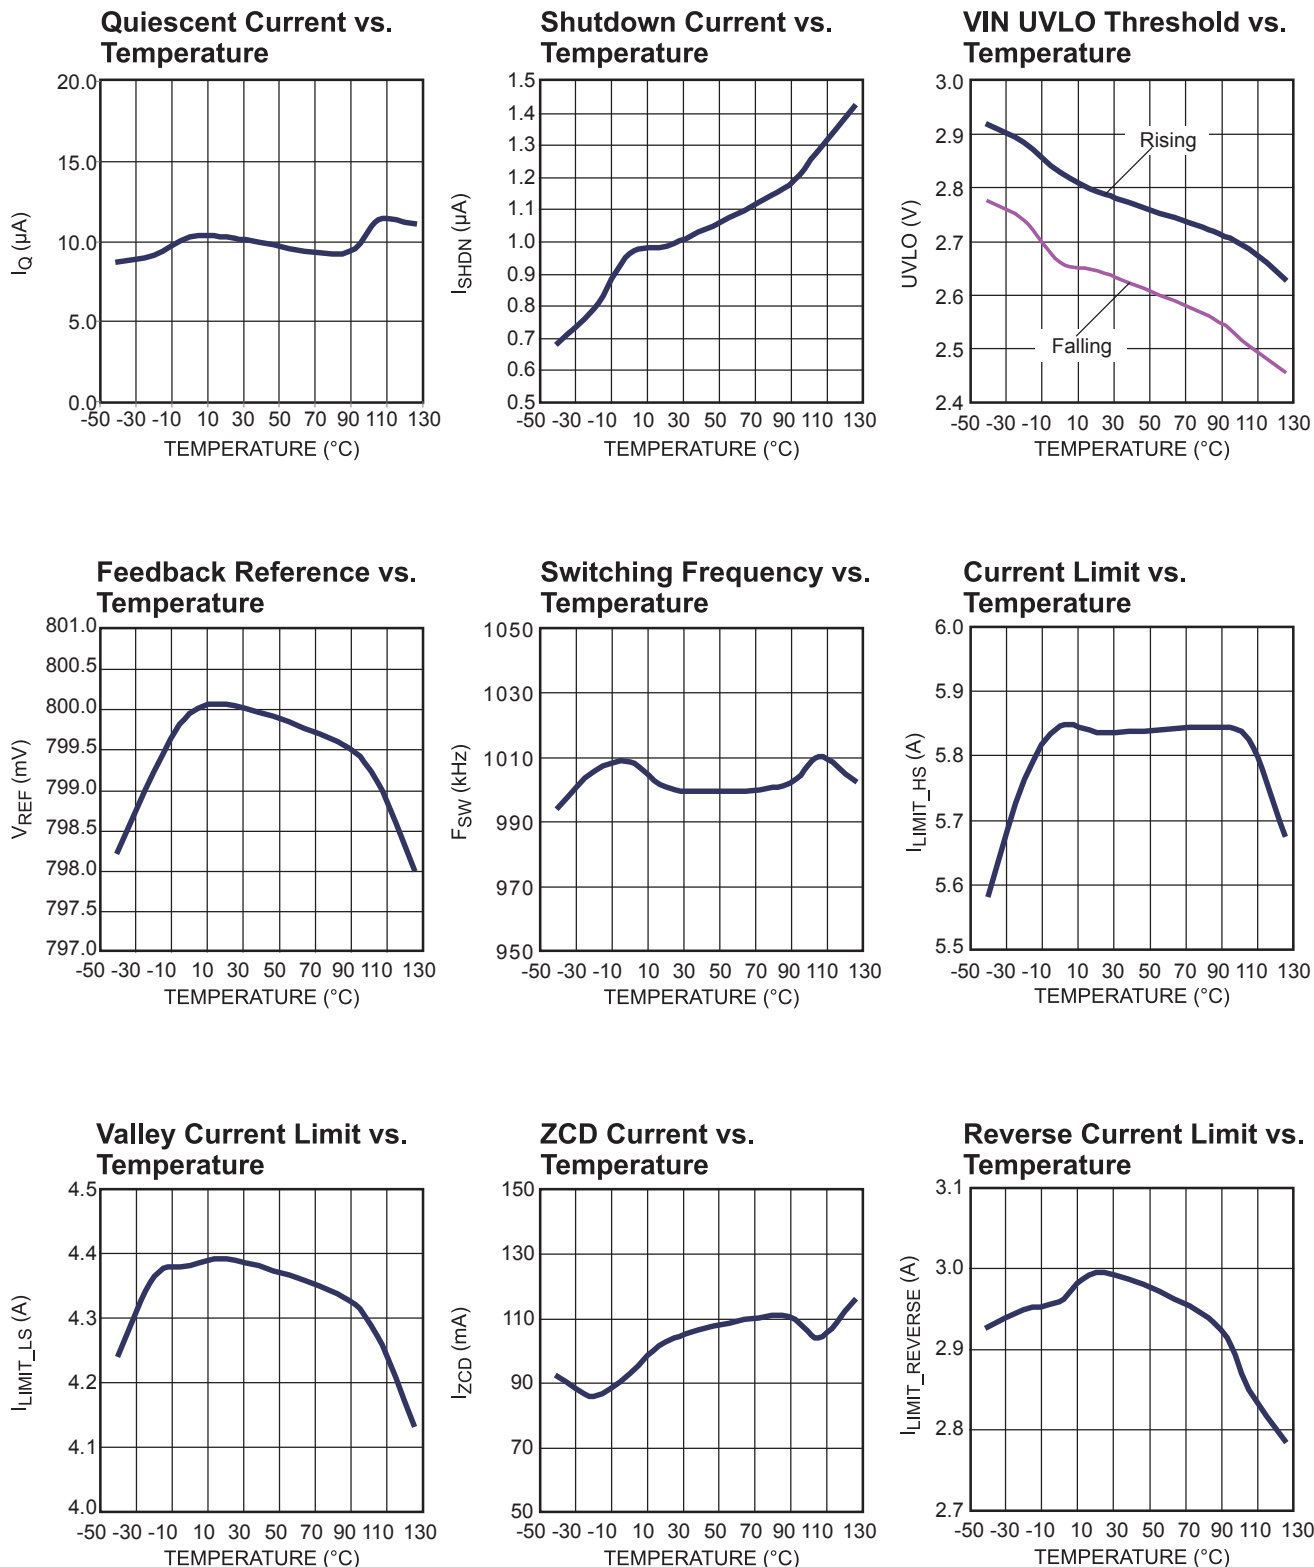 Quiescent Current vs.
Temperature
20.0
15.0
10.0
5.0
0.0
IQ (µA)
-50 -30 -10 10 30 50 70 90 110 130
TEMPERATURE (°C)
Shutdown Current vs.
Temperature
1.5
1.4
1.3
1.2
1.1
1.0
0.9
0.8
0.7
0.6
0.5
ISHDN (µA)
-50 -30 -10 10 30 50 70 90 110 130
TEMPERATURE (°C)
VIN UVLO Threshold vs.
Temperature
3.0
2.9
2.8
2.7
2.6
2.5
2.4
UVLO (V)
Rising
Falling
-50 -30 -10 10 30 50 70 90 110 130
TEMPERATURE (°C)
Feedback Reference vs.
Temperature
801.0
800.5
800.0
799.5
799.0
798.5
798.0
797.5
797.0
VREF (mV)
-50 -30 -10 10 30 50 70 90 110 130
TEMPERATURE (°C)
Switching Frequency vs.
Temperature
1050
1030
1010
990
970
950
FSW (kHz)
-50 -30 -10 10 30 50 70 90 110 130
TEMPERATURE (°C)
Current Limit vs.
Temperature
6.0
5.9
5.8
5.7
5.6
5.5
ILIMIT_HS (A)
-50 -30 -10 10 30 50 70 90 110 130
TEMPERATURE (°C)
Valley Current Limit vs.
Temperature
4.5
4.4
4.3
4.2
4.1
4.0
ILIMIT_LS (A)
-50 -30 -10 10 30 50 70 90 110 130
TEMPERATURE (°C)
ZCD Current vs.
Temperature
150
130
110
90
70
50
IZCD (mA)
-50 -30 -10 10 30 50 70 90 110 130
TEMPERATURE (°C)
Reverse Current Limit vs.
Temperature
3.1
3.0
2.9
2.8
2.7
ILIMIT_REVERSE (A)
-50 -30 -10 10 30 50 70 90 110 130
TEMPERATURE (°C)